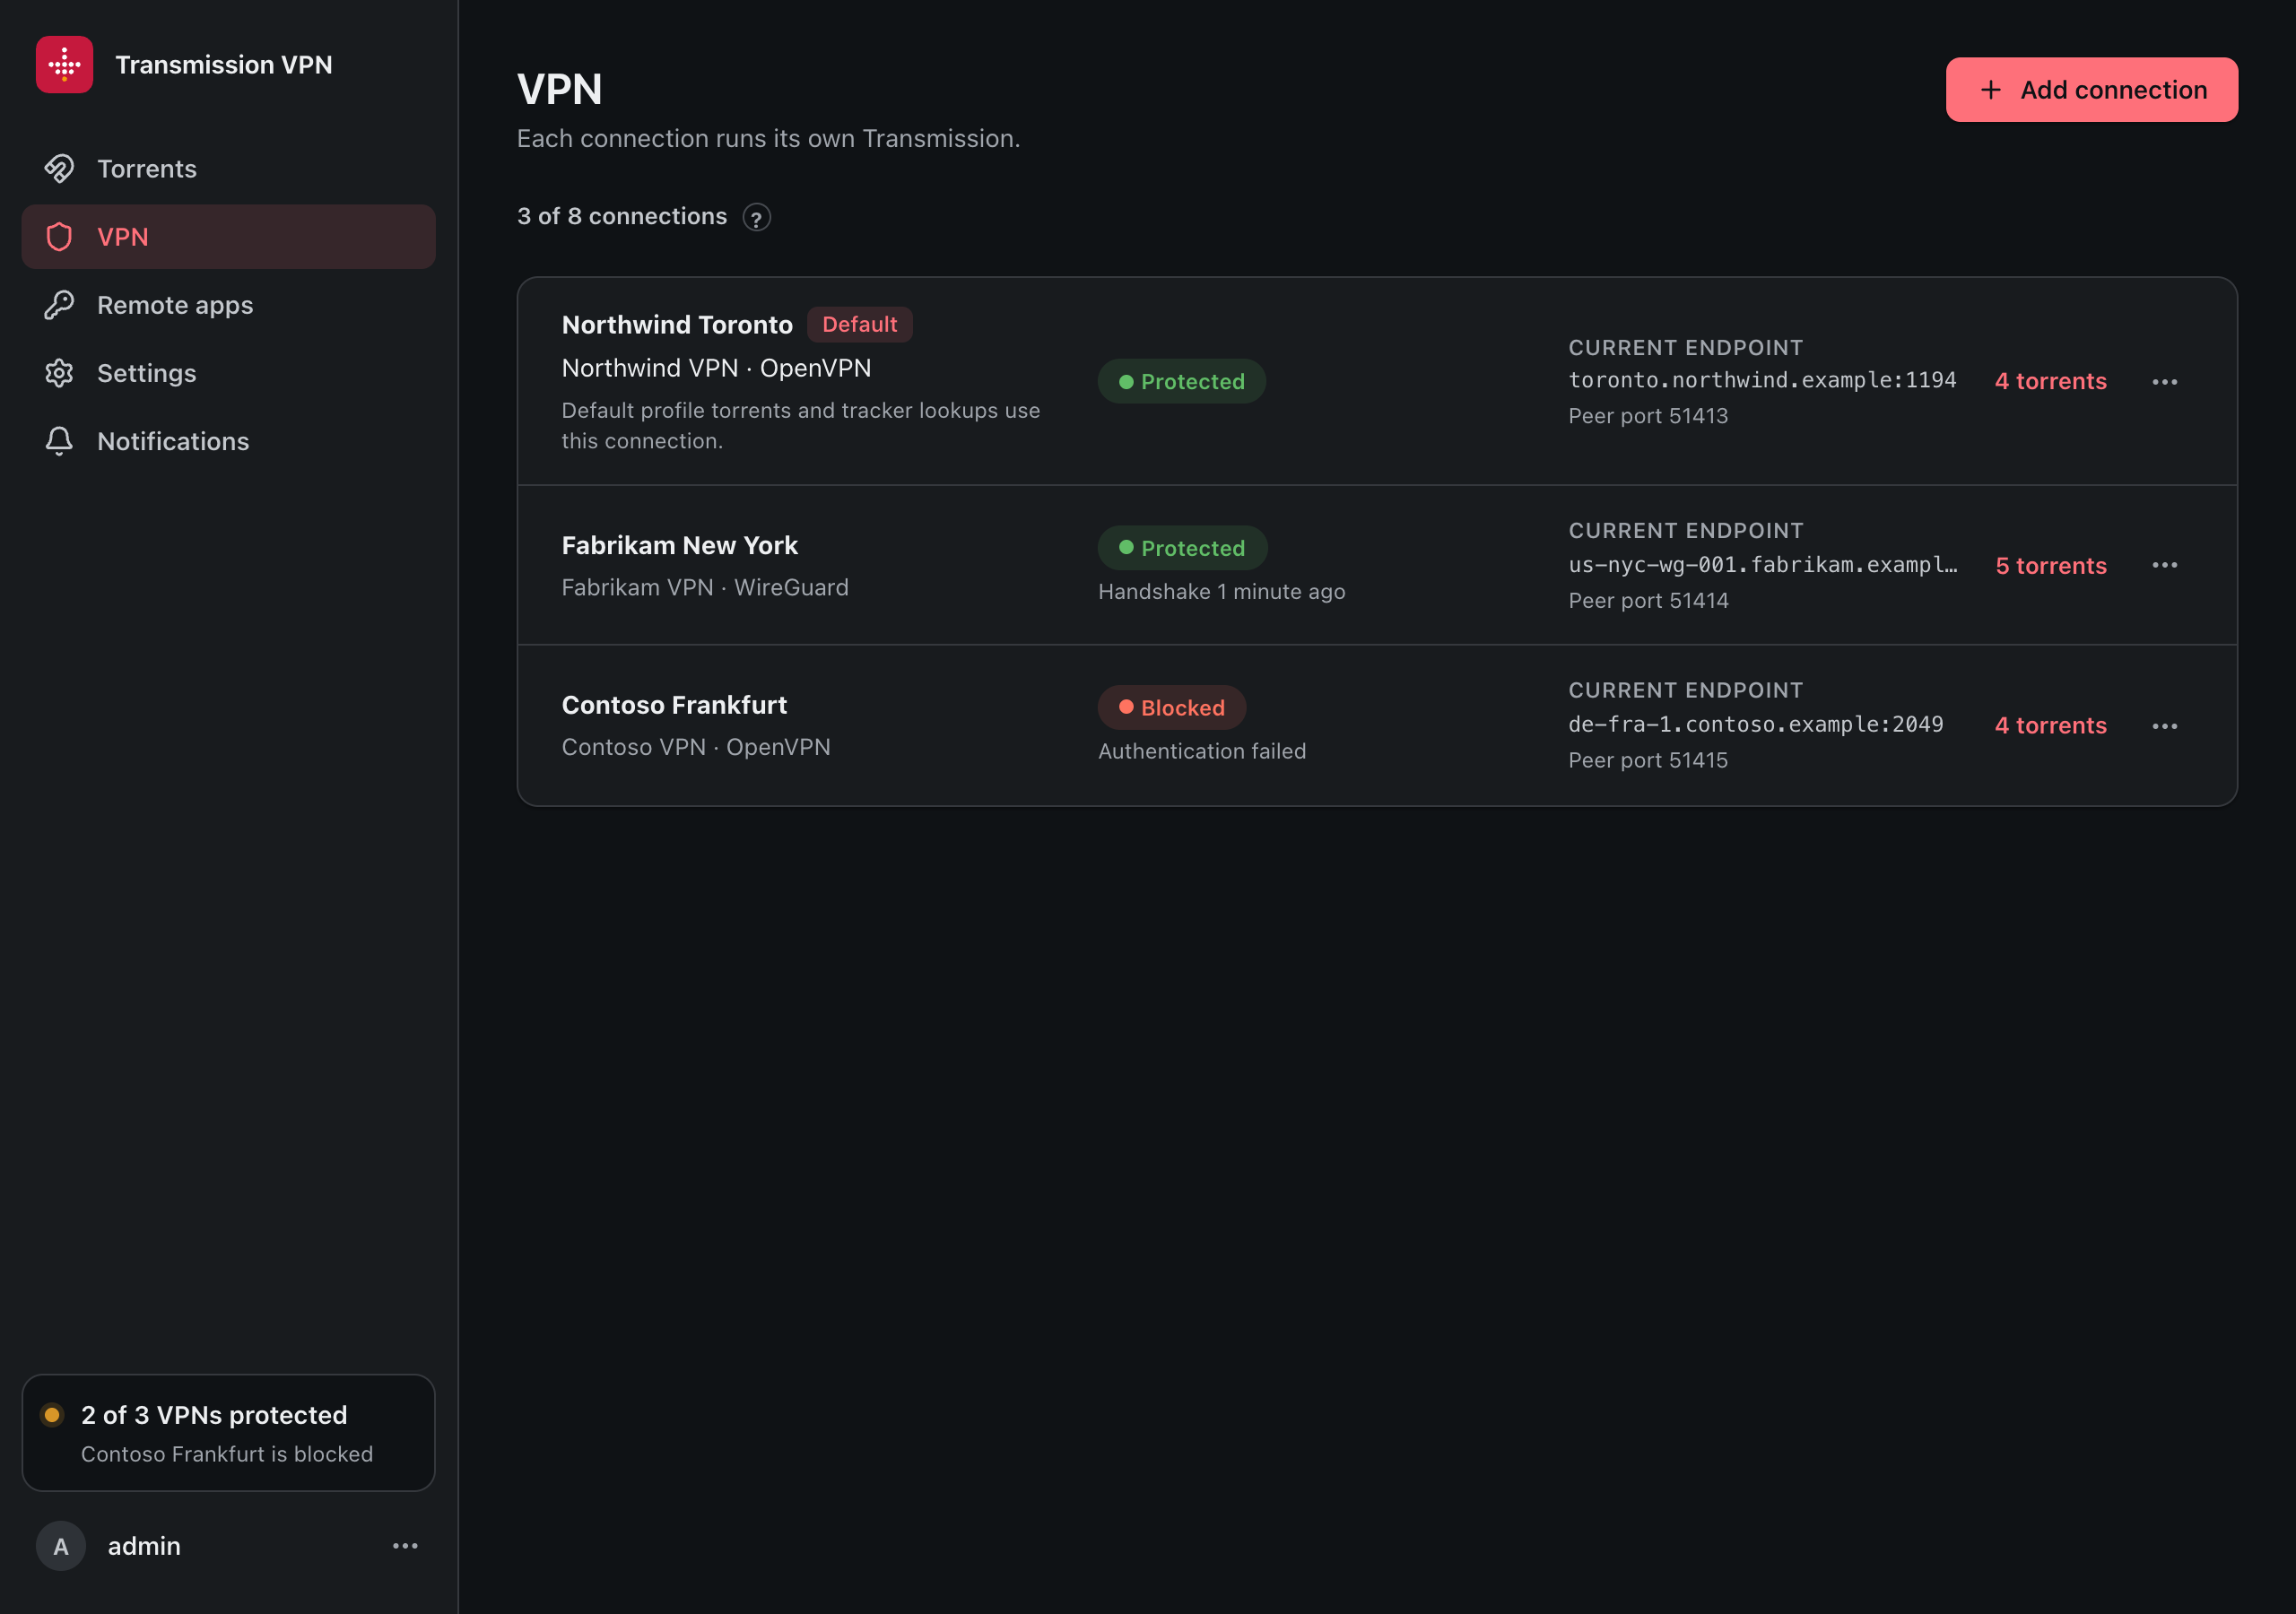 Transmission VPN
Torrents
VPN
Remote apps
Settings
Notifications
2 of 3 VPNs protected
Contoso Frankfurt is blocked
A
admin
VPN
Each connection runs its own Transmission.
Add connection
3 of 8 connections ?
Northwind Toronto Default
Northwind VPN · OpenVPN
Default profile torrents and tracker lookups use
this connection.
Protected
CURRENT ENDPOINT
toronto.northwind.example:1194
Peer port 51413
4 torrents
Fabrikam New York
Fabrikam VPN · WireGuard
Protected
Handshake 1 minute ago
CURRENT ENDPOINT
us-nyc-wg-001.fabrikam.exampl…
Peer port 51414
5 torrents
Contoso Frankfurt
Contoso VPN · OpenVPN
Blocked
Authentication failed
CURRENT ENDPOINT
de-fra-1.contoso.example:2049
Peer port 51415
4 torrents